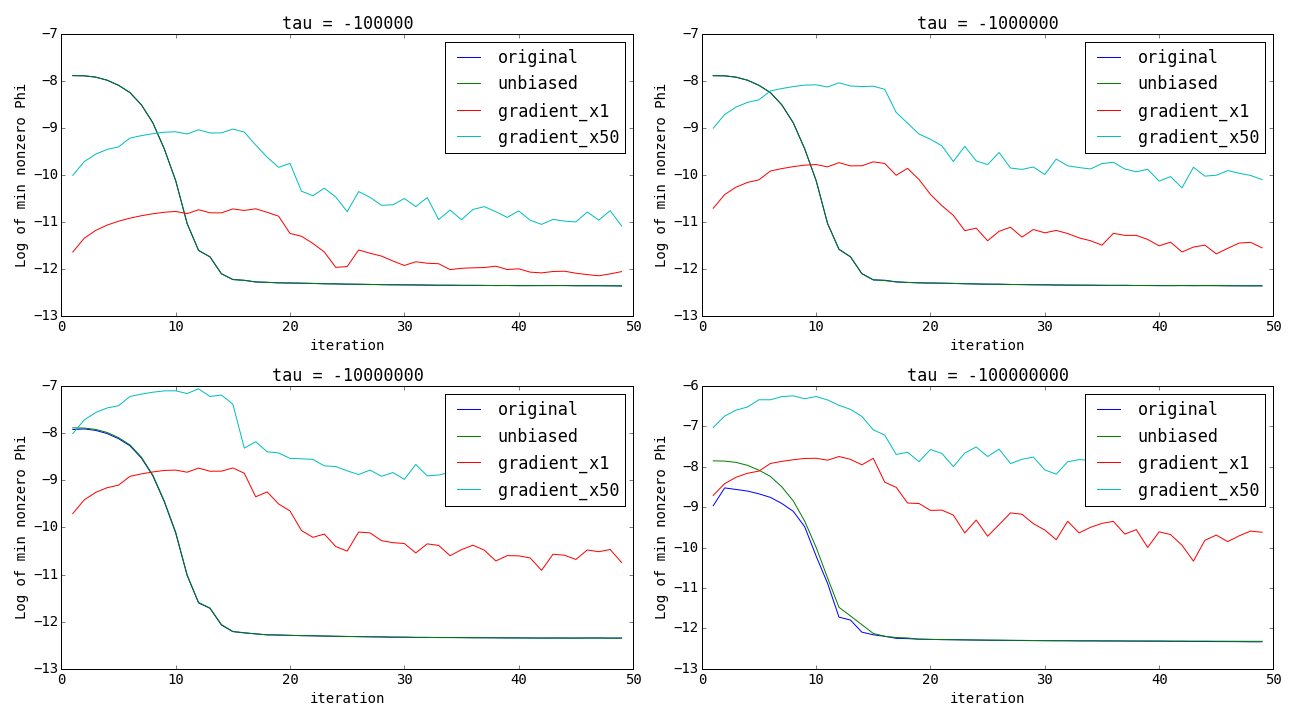 tau = -100000
−7
−8
−9
−10
−11
−12
−13
Log of min nonzero Phi
original
unbiased
gradient_x1
gradient_x50
0
10
20
30
40
50
iteration
tau = -1000000
−7
−8
−9
−10
−11
−12
−13
Log of min nonzero Phi
original
unbiased
gradient_x1
gradient_x50
0
10
20
30
40
50
iteration
tau = -10000000
−7
−8
−9
−10
−11
−12
−13
Log of min nonzero Phi
original
unbiased
gradient_x1
gradient_x50
0
10
20
30
40
50
iteration
tau = -100000000
−6
−7
−8
−9
−10
−11
−12
−13
Log of min nonzero Phi
original
unbiased
gradient_x1
gradient_x50
0
10
20
30
40
50
iteration